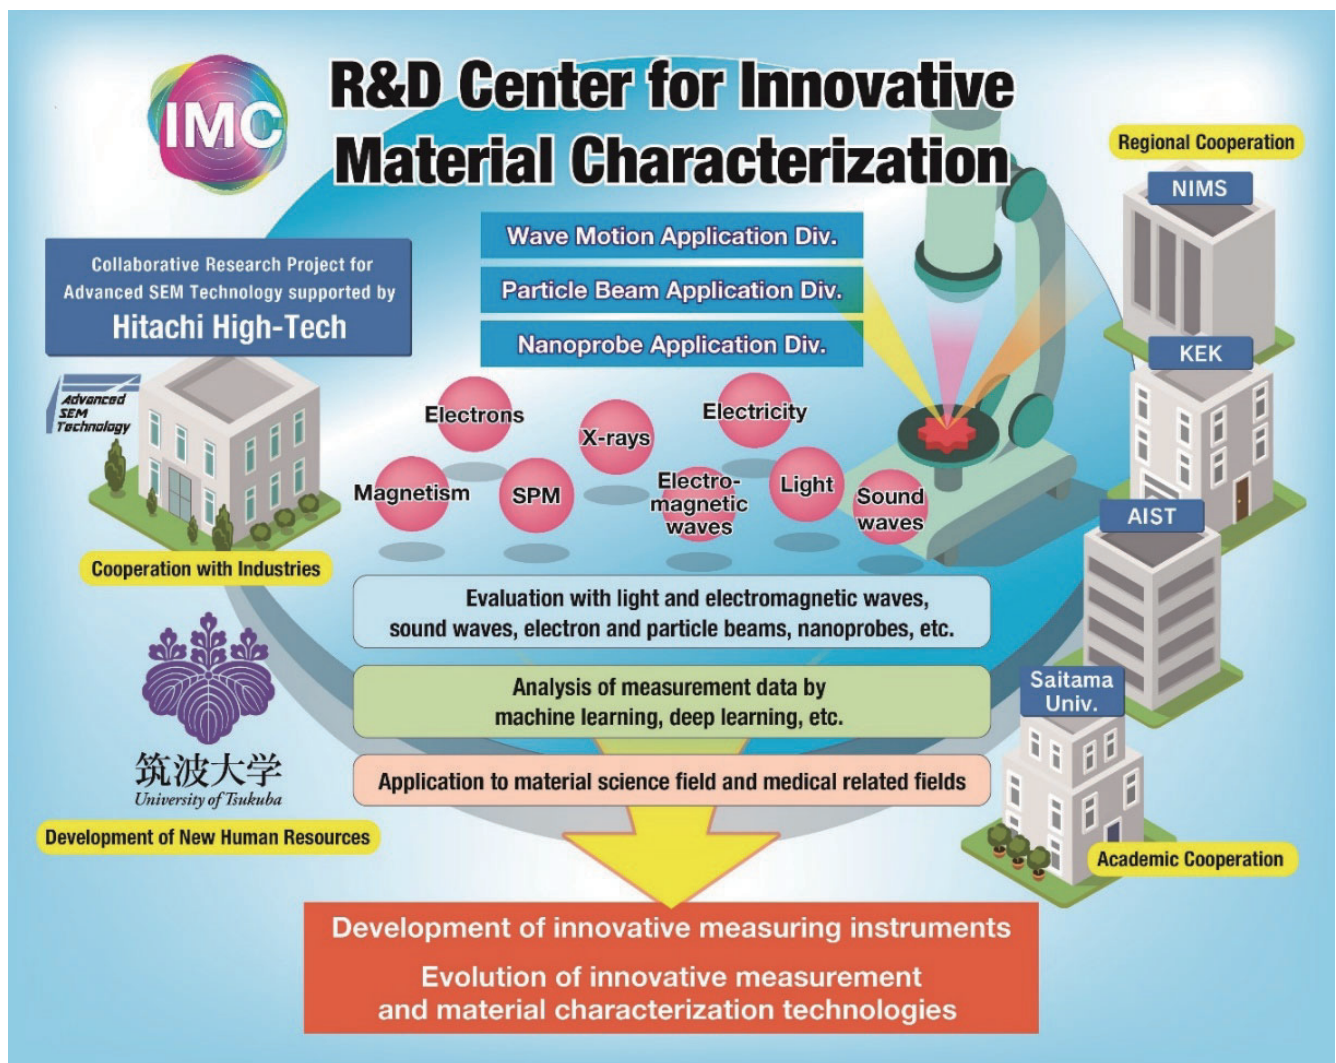 IMC
R&D Center for Innovative
Material Characterization
Regional Cooperation
NIMS
Wave Motion Application Div.
Particle Beam Application Div.
Nanoprobe Application Div.
Collaborative Research Project for
Advanced SEM Technology supported by
Hitachi High-Tech
KEK
Advanced
SEM
Technology
Electrons
X-rays
Electricity
Magnetism
SPM
Electro-
magnetic
waves
Light
Sound
waves
AIST
Cooperation with Industries
Evaluation with light and electromagnetic waves,
sound waves, electron and particle beams, nanoprobes, etc.
Analysis of measurement data by
machine learning, deep learning, etc.
Saitama
Univ.
筑波大学
University of Tsukuba
Application to material science field and medical related fields
Development of New Human Resources
Academic Cooperation
Development of innovative measuring instruments
Evolution of innovative measurement
and material characterization technologies